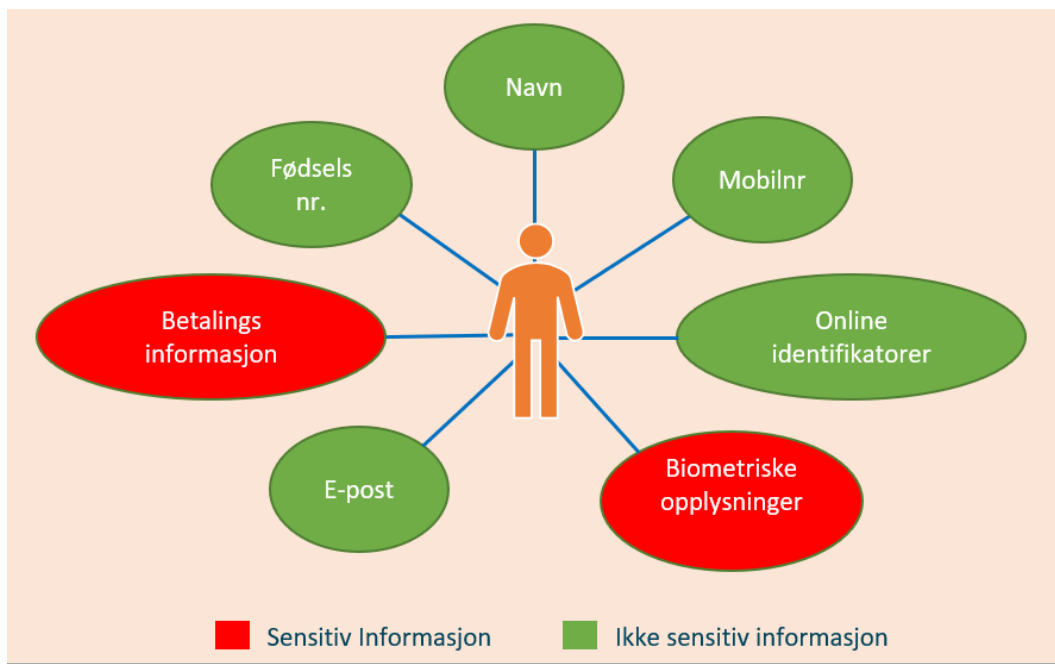 Navn
Fødsels
nr.
Mobilnr
Betalings
informasjon
Online
identifikatorer
E-post
Biometriske
opplysninger
Sensitiv Informasjon
Ikke sensitiv informasjon